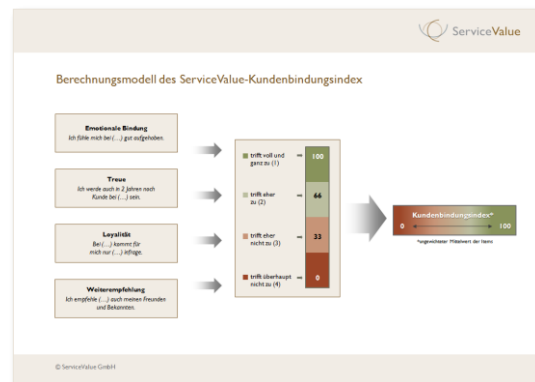 ServiceValue
Berechnungsmodell des ServiceValue-Kundenbindungsindex
Emotionale Bindung
Ich fühle mich bei (...) gut aufgehoben.
Treue
Ich werde auch in 2 Jahren noch
Kunde bei (...) sein.
Loyalität
Bei (...) kommt für
mich nur (...) infrage.
Weiterempfehlung
Ich empfehle (...) auch meinen Freunden
und Bekannten.
trifft voll und
ganz zu (1)
100
trifft eher
zu (2)
66
trifft eher
nicht zu (3)
33
trifft überhaupt
nicht zu (4)
0
Kundenbindungsindex*
0
100
*ungewichteter Mittelwert der Items
© ServiceValue GmbH